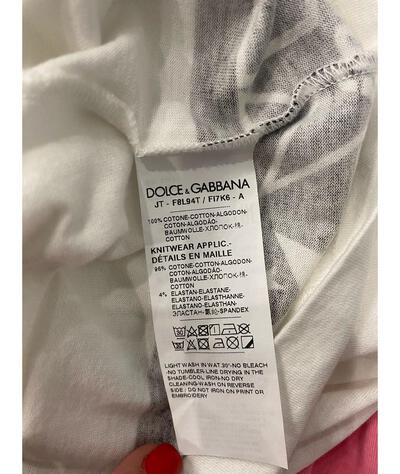 DOLCE & GABBANA
JT - F8L94T / FI7K6 - A
100% COTONE-COTTON-ALGODON-
COTON-ALGODÃO-
BAUMWOLLE-ХЛОПОК-棉-
COTTON
KNITWEAR APPLIC.-
DÉTAILS EN MAILLE
96% COTONE-COTTON-ALGODON-
COTON-ALGODÃO-
BAUMWOLLE-ХЛОПОК-棉-
COTTON
4% ELASTAN-ELASTANE-
ELASTANO-ELASTHANNE-
ELASTANO-ELASTHAN-
ЭЛАСТАН-氨纶-SPANDEX
LIGHT WASH IN WAT.30°-NO BLEACH
-NO TUMBLER-LINE DRYING IN THE
SHADE-COOL IRON-NO DRY
CLEANING-WASH ON REVERSE
SIDE / DO NOT IRON ON PRINT OR
EMBROIDERY